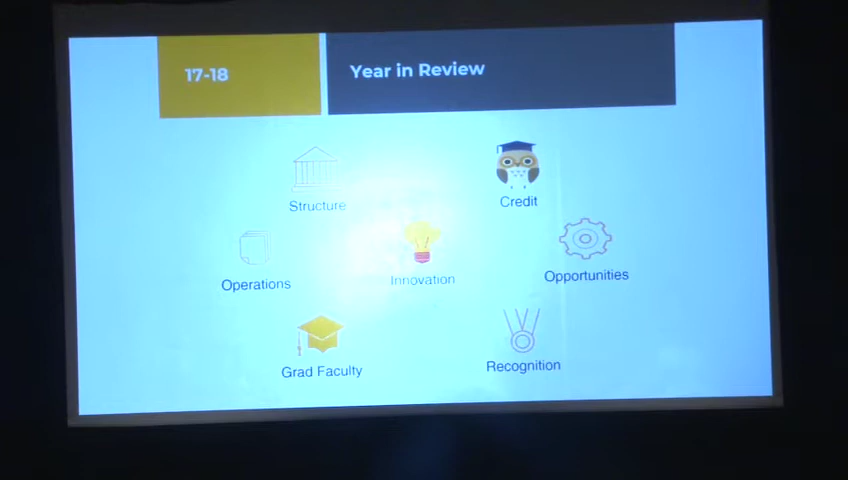 17-18
Year in Review
Structure
Credit
Operations
Innovation
Opportunities
Grad Faculty
Recognition